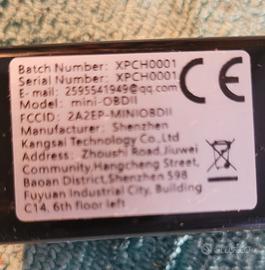 Batch Number: XPCH0001
Serial Number: XPCH0001
E- mail: 2595541949@qq.com
Model: mini-OBDII
FCCID: 2A2EP-MINIOBDII
Manufacturer: Shenzhen
Kangsai Technology Co.,Ltd
Address: Zhoushi Road,Jiuwei
Community,Hangcheng Street,
Baoan District,Shenzhen 598
Fuyuan Industrial City, Building
C14, 6th floor left
CE